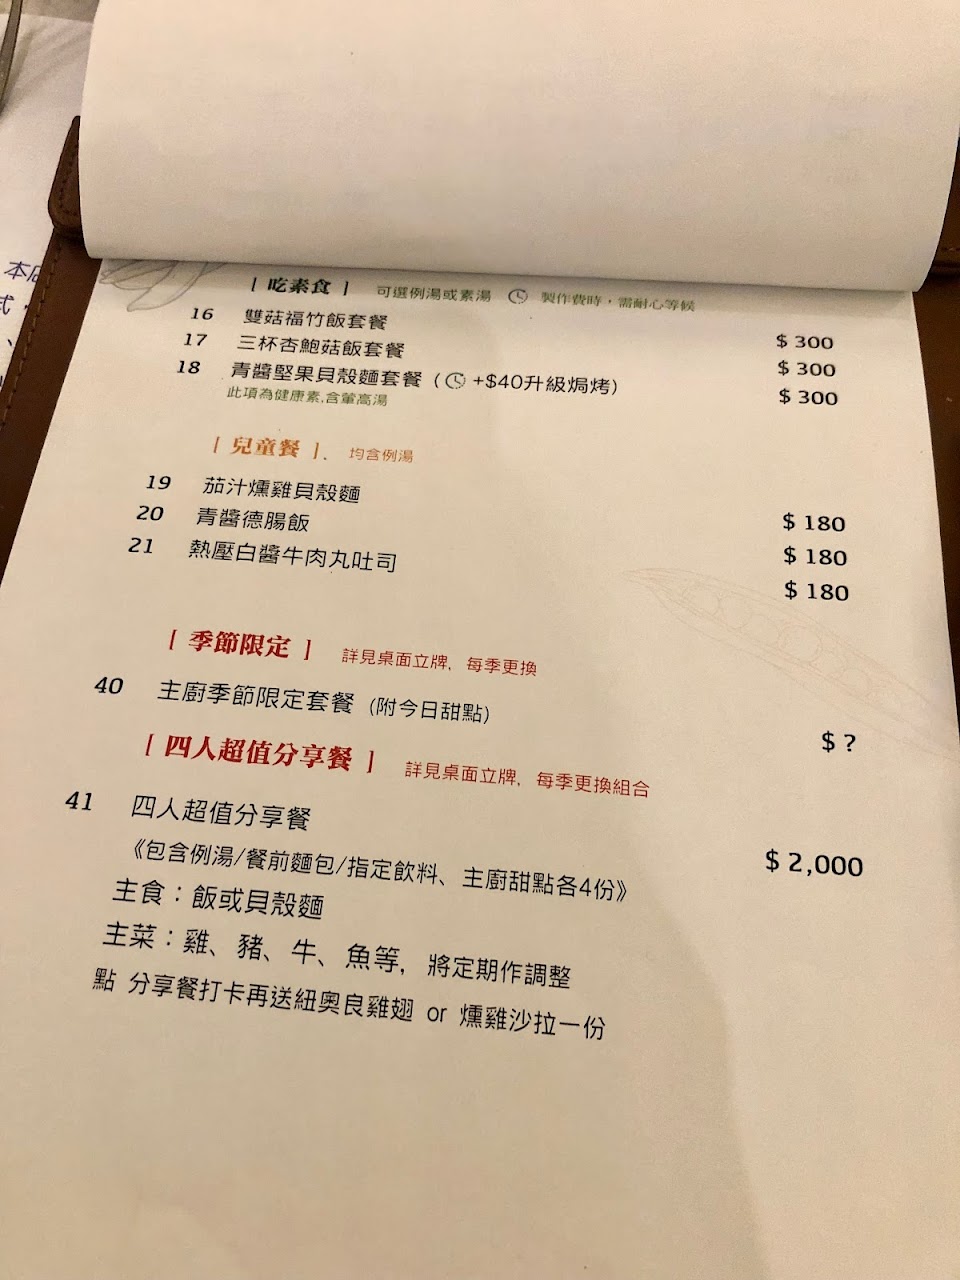 本店
式，
[ 吃素食 ] 可選例湯或素湯 製作費時，需耐心等候
16 雙菇福竹飯套餐 $ 300
17 三杯杏鮑菇飯套餐 $ 300
18 青醬堅果貝殼麵套餐 ( +$40升級焗烤) $ 300
此項為健康素,含葷高湯
[ 兒童餐 ]. 均含例湯
19 茄汁燻雞貝殼麵 $ 180
20 青醬德腸飯 $ 180
21 熱壓白醬牛肉丸吐司 $ 180
[ 季節限定 ] 詳見桌面立牌, 每季更換
40 主廚季節限定套餐 (附今日甜點) $ ?
[ 四人超值分享餐 ] 詳見桌面立牌, 每季更換組合
41 四人超值分享餐 $ 2,000
《包含例湯/餐前麵包/指定飲料、主廚甜點各4份》
主食：飯或貝殼麵
主菜：雞、豬、牛、魚等, 將定期作調整
點 分享餐打卡再送紐奧良雞翅 or 燻雞沙拉一份